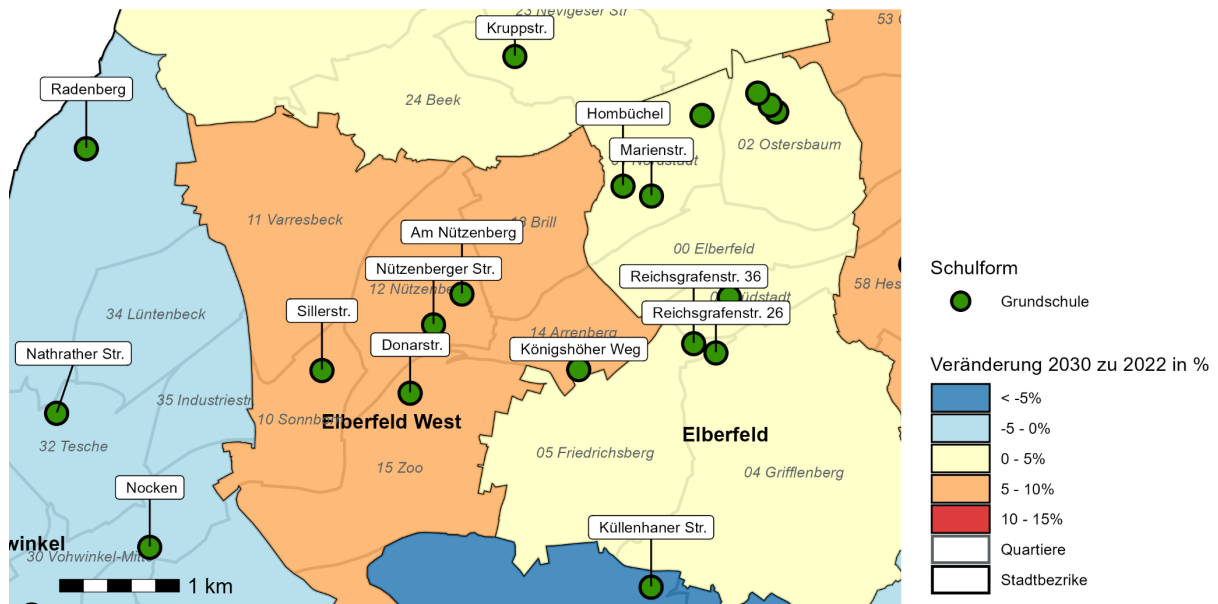 23 Nevigeser Str
53
Kruppstr.
Radenberg
24 Beek
Hombüchel
02 Ostersbaum
Marienstr.
11 Varresbeck
Brill
Am Nützenberg
00 Elberfeld
Nützenberger Str.
Reichsgrafenstr. 36
58 Hes
12 Nützenbe
Südstadt
Sillerstr.
34 Lüntenbeck
Reichsgrafenstr. 26
14 Arrenberg
Donarstr.
Königshöher Weg
Nathrather Str.
35 Industriestr.
10 Sonnborn
Elberfeld West
Elberfeld
32 Tesche
05 Friedrichsberg
15 Zoo
04 Grifflenberg
Nocken
Küllenhaner Str.
winkel
30 Vohwinkel-Mitte
1 km
Schulform
Grundschule
Veränderung 2030 zu 2022 in %
< -5%
-5 - 0%
0 - 5%
5 - 10%
10 - 15%
Quartiere
Stadtbezirke